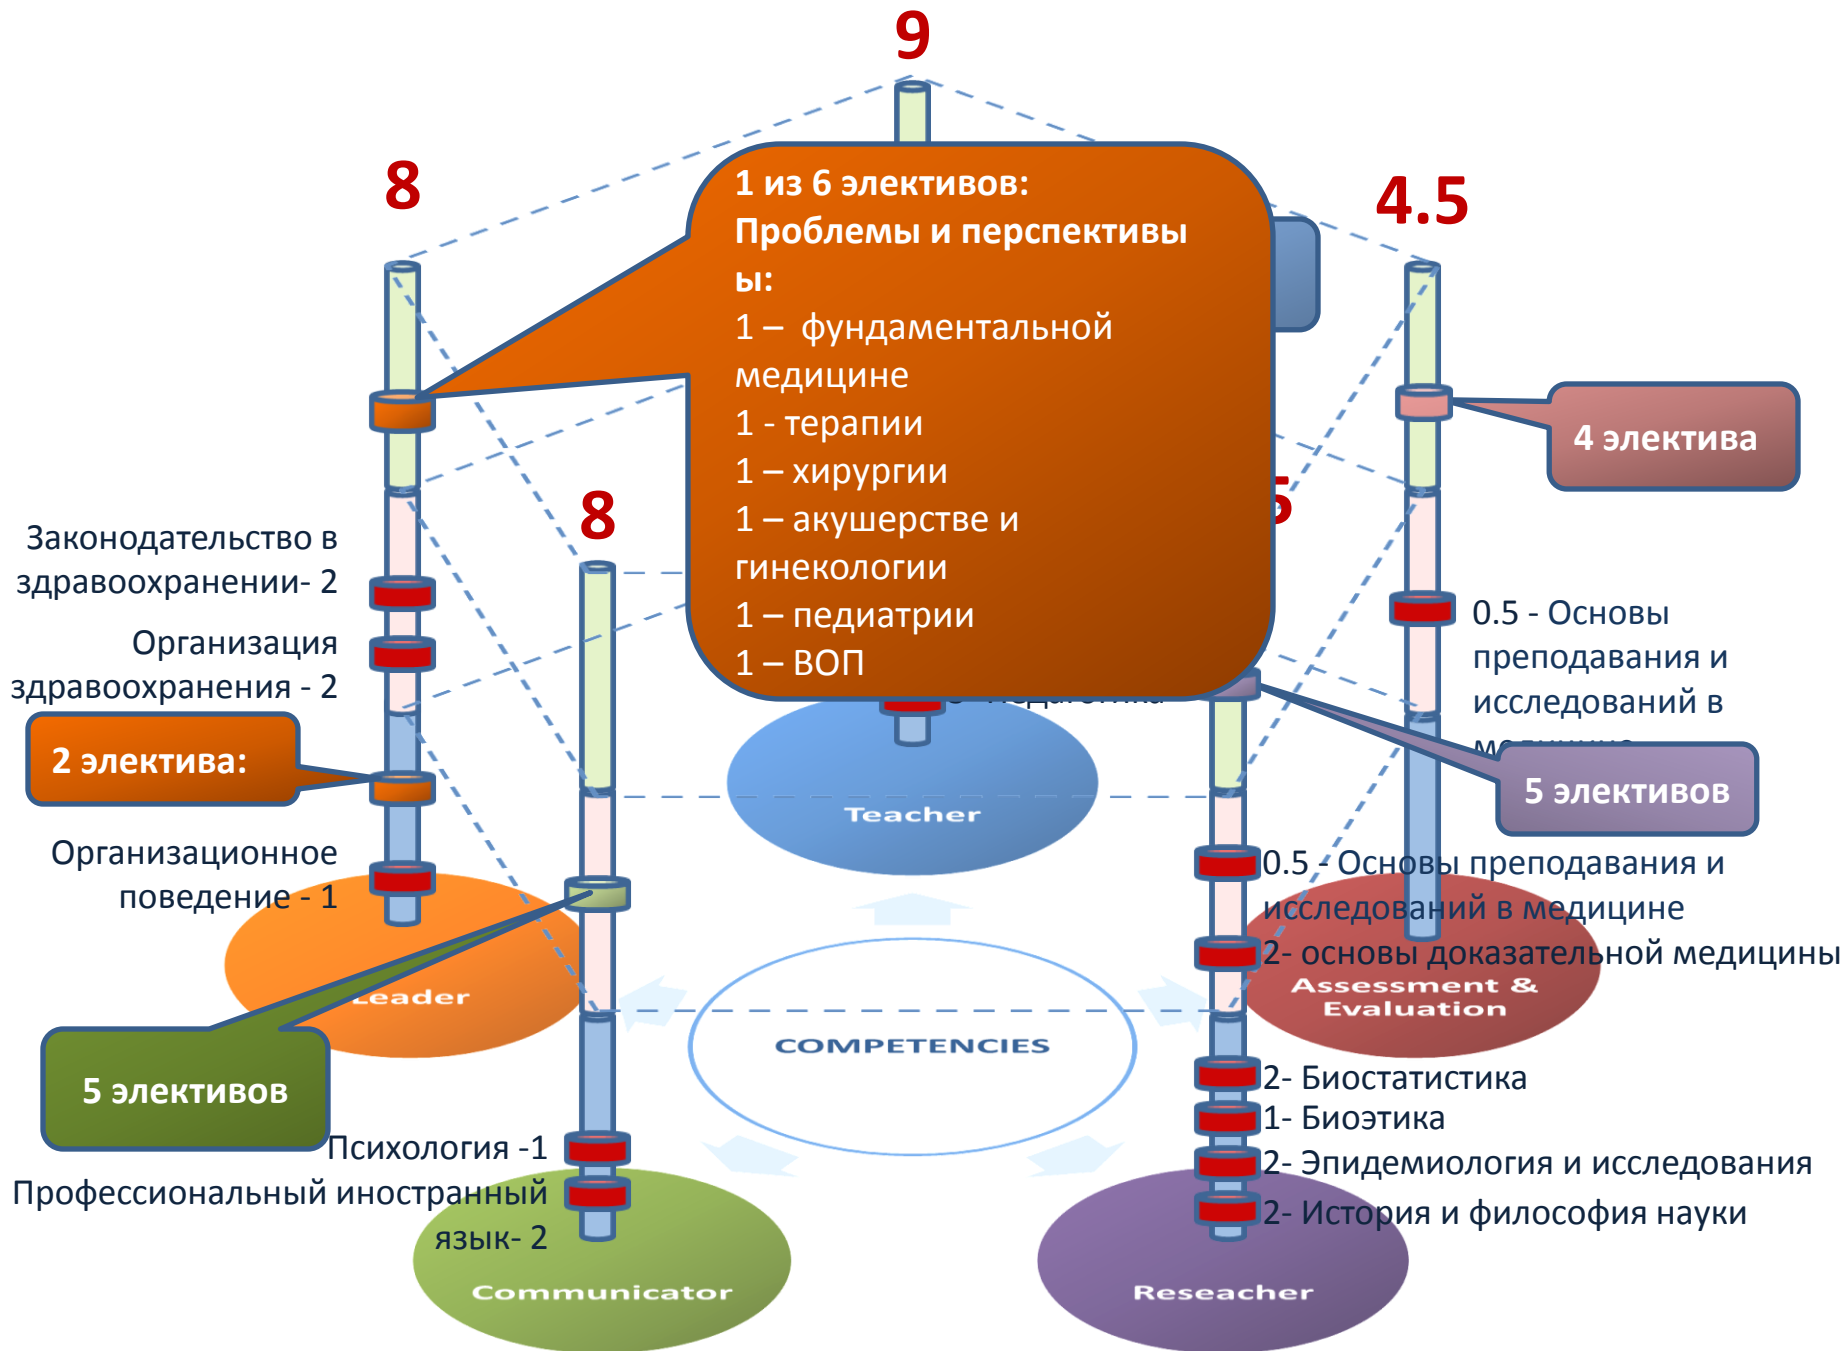 9
8
4.5
1 из 6 элективов:
Проблемы и перспективы
ы:
1 – фундаментальной
медицине
1 - терапии
1 – хирургии
1 – акушерстве и
гинекологии
1 – педиатрии
1 – ВОП
4 электива
8
5
Законодательство в
здравоохранении- 2
Организация
здравоохранения - 2
2 электива:
Организационное
поведение - 1
0.5 - Основы
преподавания и
исследований в
5 элективов
Teacher
0.5 - Основы преподавания и
исследований в медицине
2- основы доказательной медицины
Leader
Assessment &
Evaluation
COMPETENCIES
5 элективов
2- Биостатистика
1- Биоэтика
2- Эпидемиология и исследования
2- История и философия науки
Психология -1
Профессиональный иностранный
язык- 2
Communicator
Reseacher